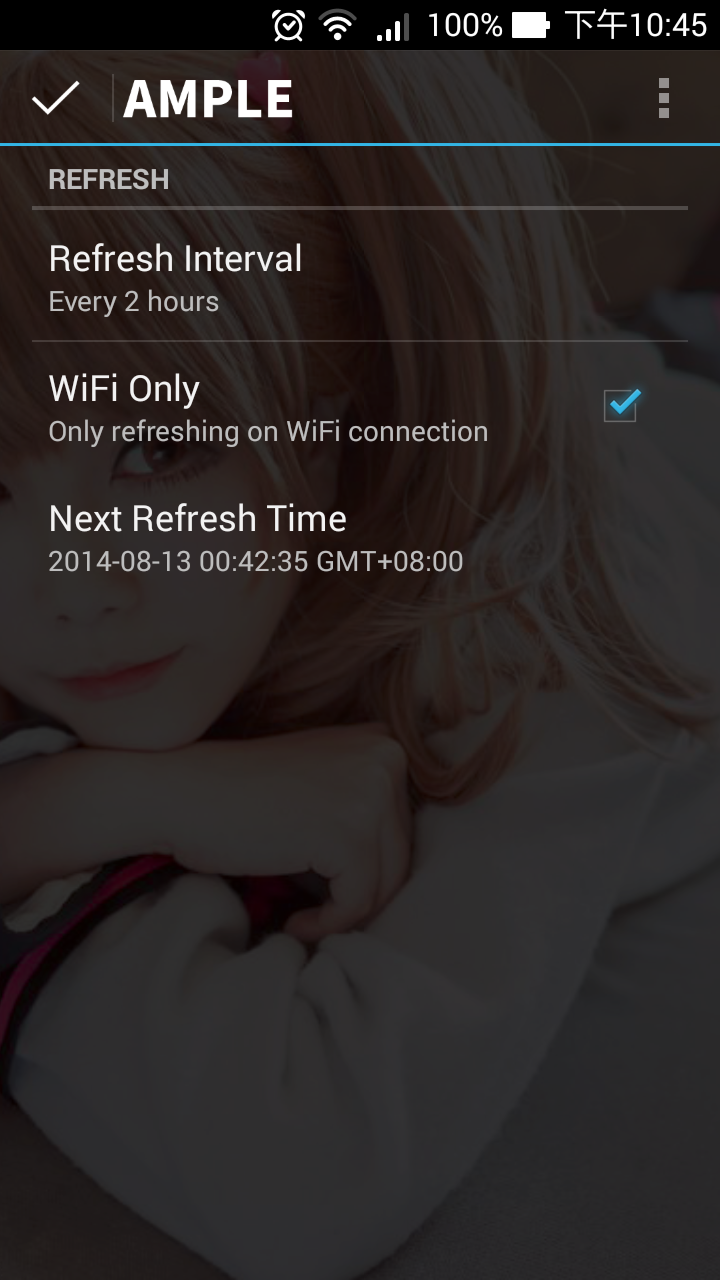 100% 下午10:45
AMPLE
REFRESH
Refresh Interval
Every 2 hours
WiFi Only
Only refreshing on WiFi connection
Next Refresh Time
2014-08-13 00:42:35 GMT+08:00